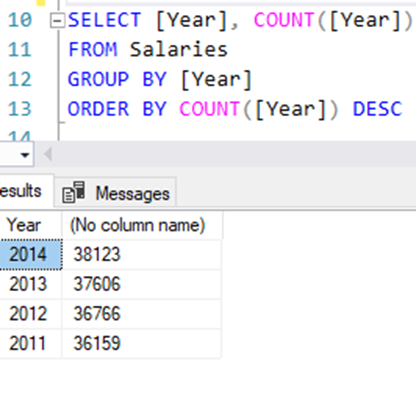 10 SELECT [Year], COUNT([Year])
11 FROM Salaries
12 GROUP BY [Year]
13 ORDER BY COUNT([Year]) DESC
14
esults Messages
Year (No column name)
2014 38123
2013 37606
2012 36766
2011 36159